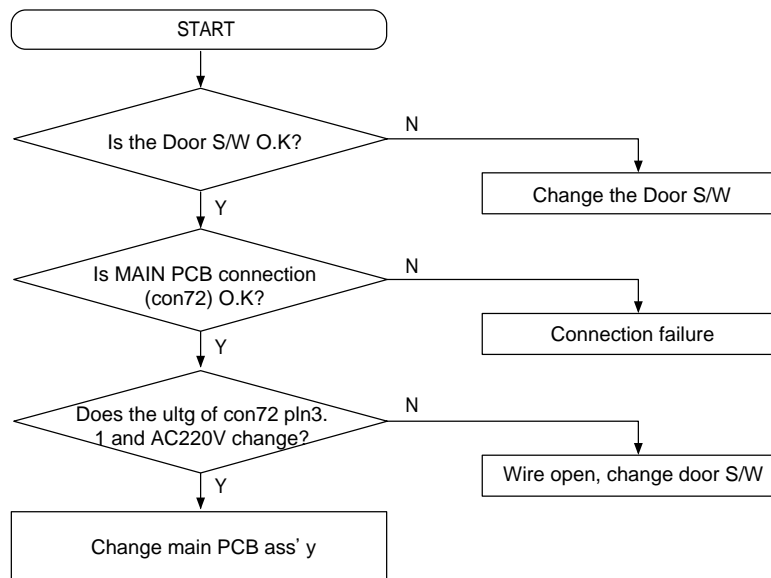 START
Is the Door S/W O.K?
N
Change the Door S/W
Y
Is MAIN PCB connection
(con72) O.K?
N
Connection failure
Y
Does the ultg of con72 pln3.
1 and AC220V change?
N
Wire open, change door S/W
Y
Change main PCB ass' y